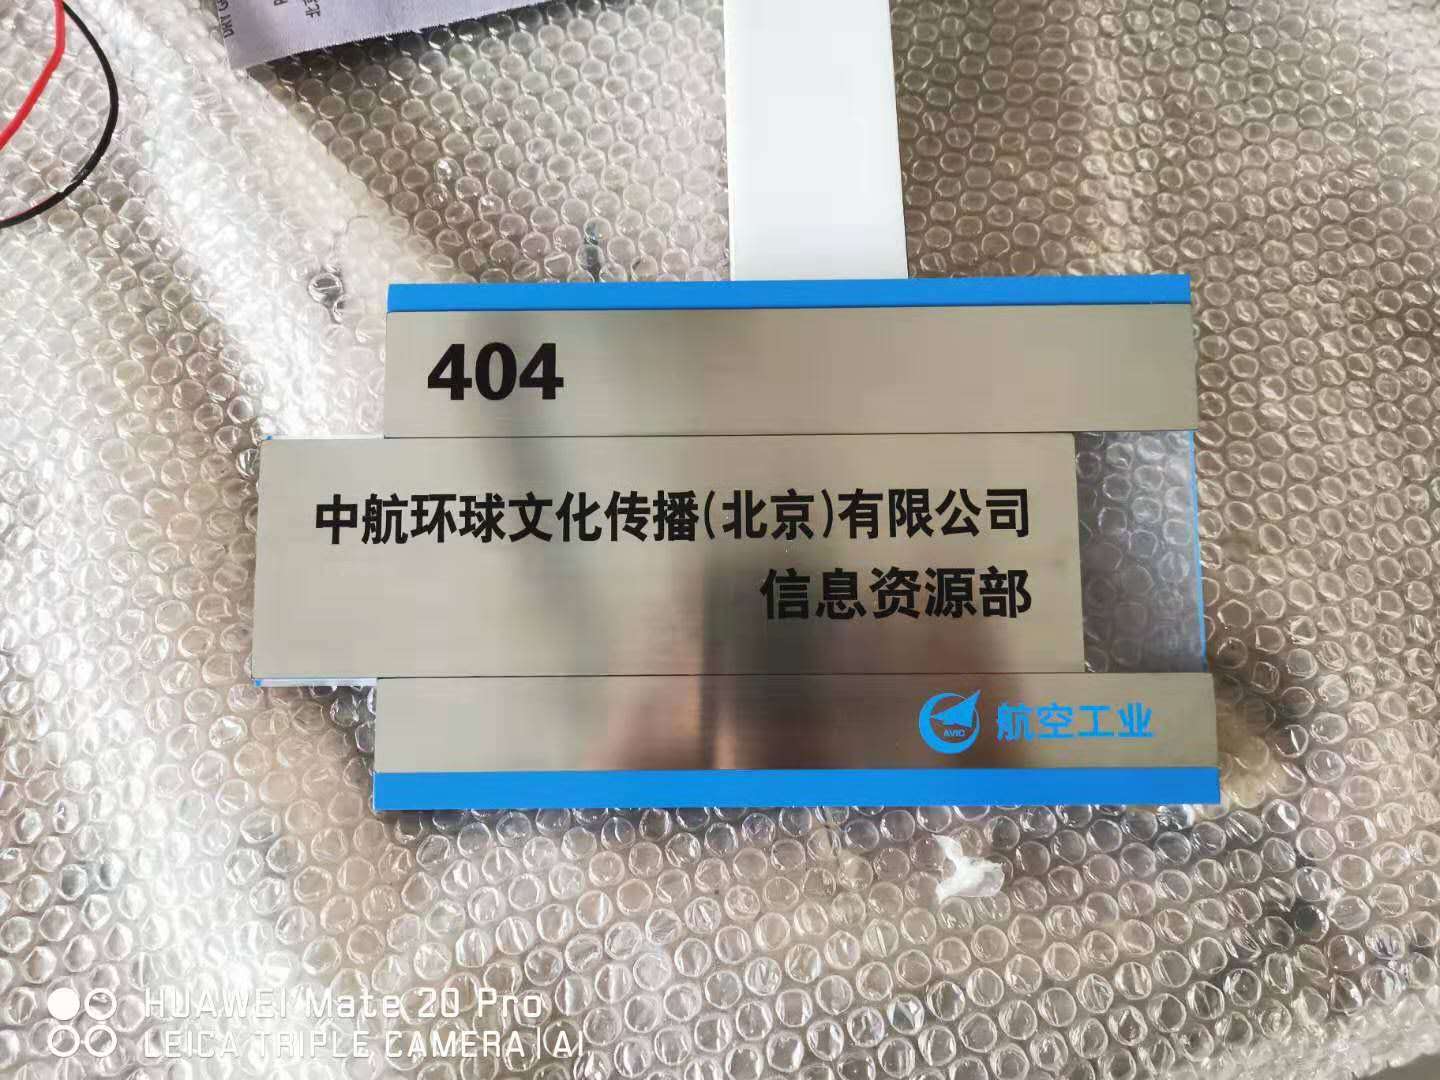 404
中航环球文化传播(北京)有限公司
信息资源部
AVIC 航空工业
HUAWEI Mate 20 Pro
LEICA TRIPLE CAMERA | AI